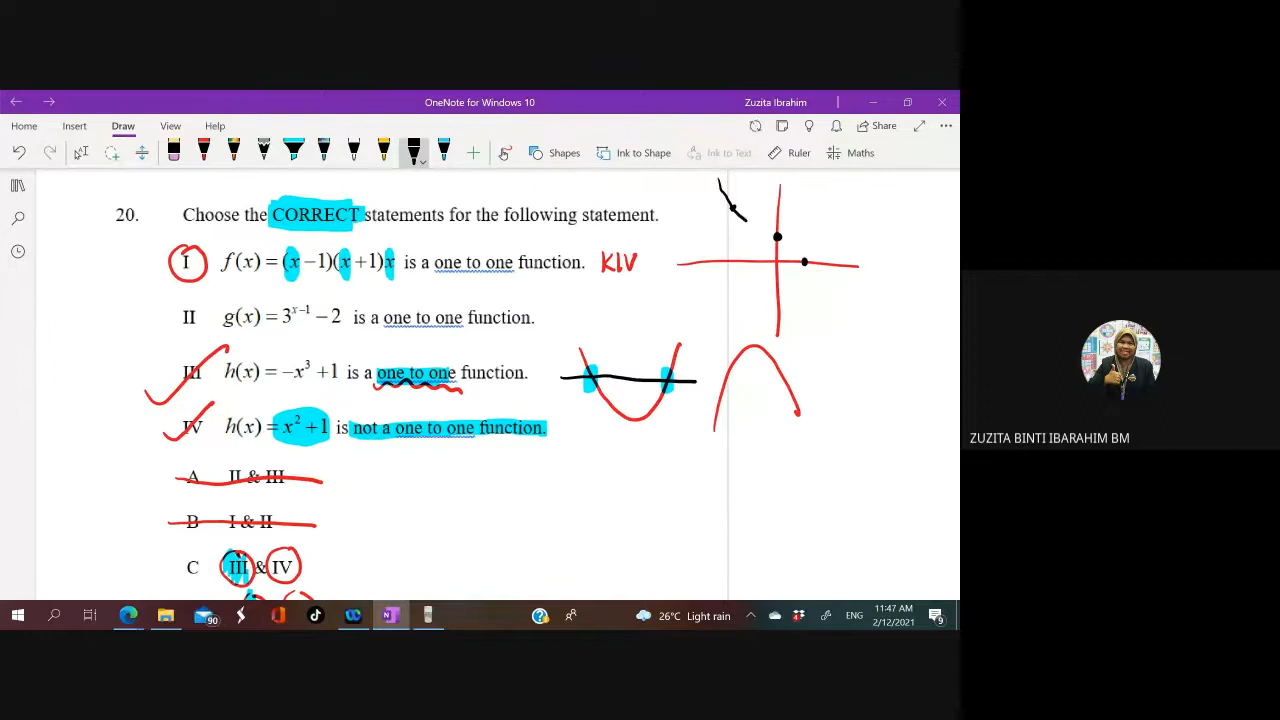 OneNote for Windows 10
Zuzita Ibrahim
Home Insert Draw View Help
Share
Shapes Ink to Shape Ink to Text Ruler Maths
20. Choose the CORRECT statements for the following statement.
I f(x) = (x−1)(x+1)x is a one to one function. KIV
II g(x) = 3^{x−1} − 2 is a one to one function.
III h(x) = −x³ + 1 is a one to one function.
IV h(x) = x² + 1 is not a one to one function.
A II & III
B I & II
C III & IV
ZUZITA BINTI IBARAHIM BM
90
26°C Light rain
4
ENG
11:47 AM
2/12/2021
9